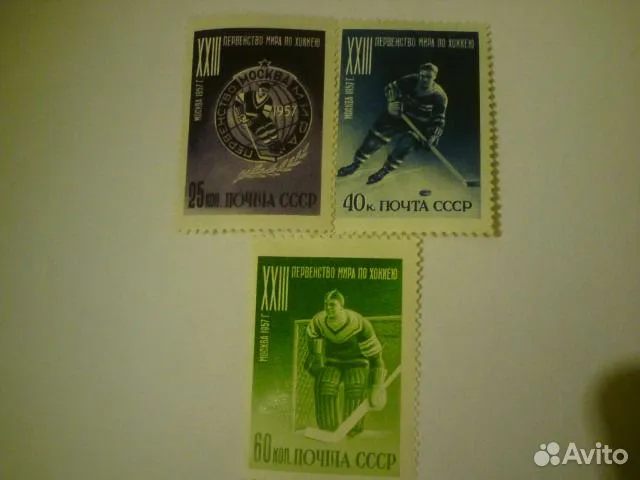 XXIII ПЕРВЕНСТВО МИРА ПО ХОККЕЮ
МОСКВА 1957 Г.
ПЕРВЕНСТВО МОСКВА МИРА
1957
25 КОП. ПОЧТА СССР
XXIII ПЕРВЕНСТВО МИРА ПО ХОККЕЮ
МОСКВА 1957 Г.
40 К. ПОЧТА СССР
XXIII ПЕРВЕНСТВО МИРА ПО ХОККЕЮ
МОСКВА 1957 Г.
60 КОП. ПОЧТА СССР
Avito